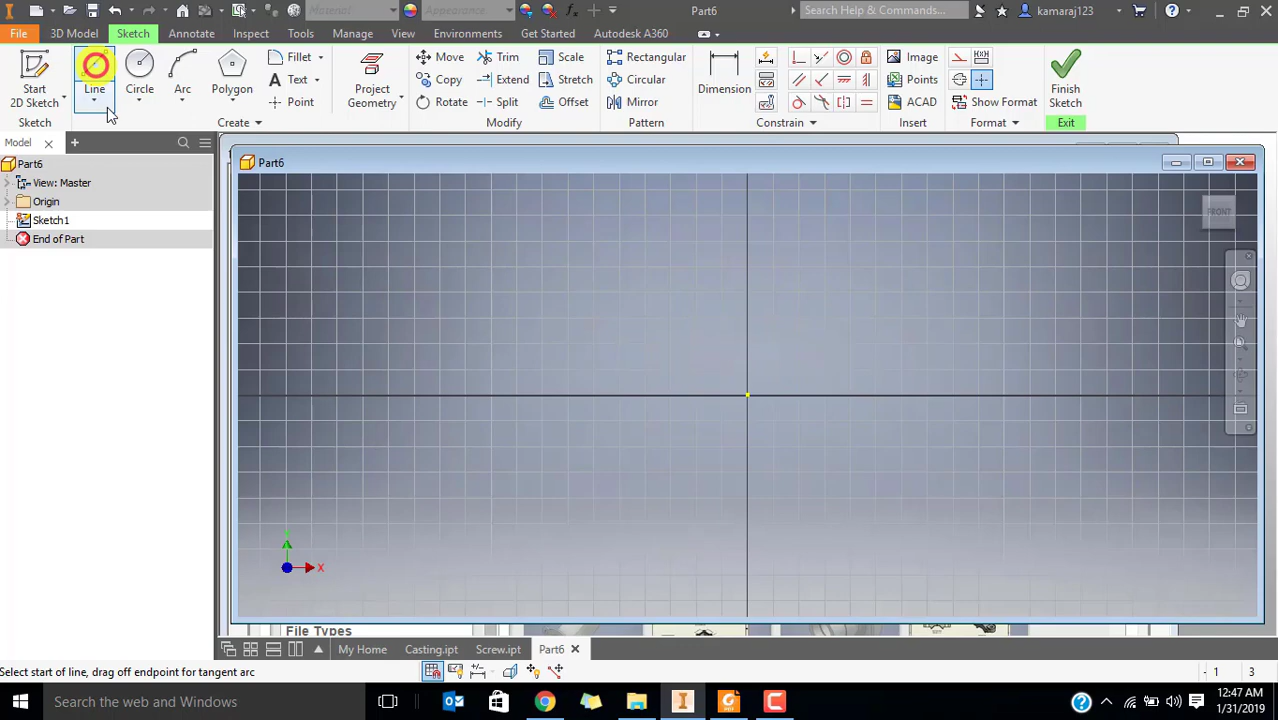 Material
Appearance
Part6
Search Help & Commands...
kamaraj123
File
3D Model
Sketch
Annotate
Inspect
Tools
Manage
View
Environments
Get Started
Autodesk A360
Start
2D Sketch
Line
Circle
Arc
Polygon
Fillet
Text
Point
Project
Geometry
Move
Copy
Rotate
Trim
Extend
Split
Scale
Stretch
Offset
Rectangular
Circular
Mirror
Dimension
Image
Points
ACAD
Show Format
Finish
Sketch
Sketch
Create
Modify
Pattern
Constrain
Insert
Format
Exit
Model
Part6
View: Master
Origin
Sketch1
End of Part
Part6
FRONT
X
File Types
My Home
Casting.ipt
Screw.ipt
Part6
Select start of line, drag off endpoint for tangent arc
1
3
Search the web and Windows
12:47 AM
1/31/2019